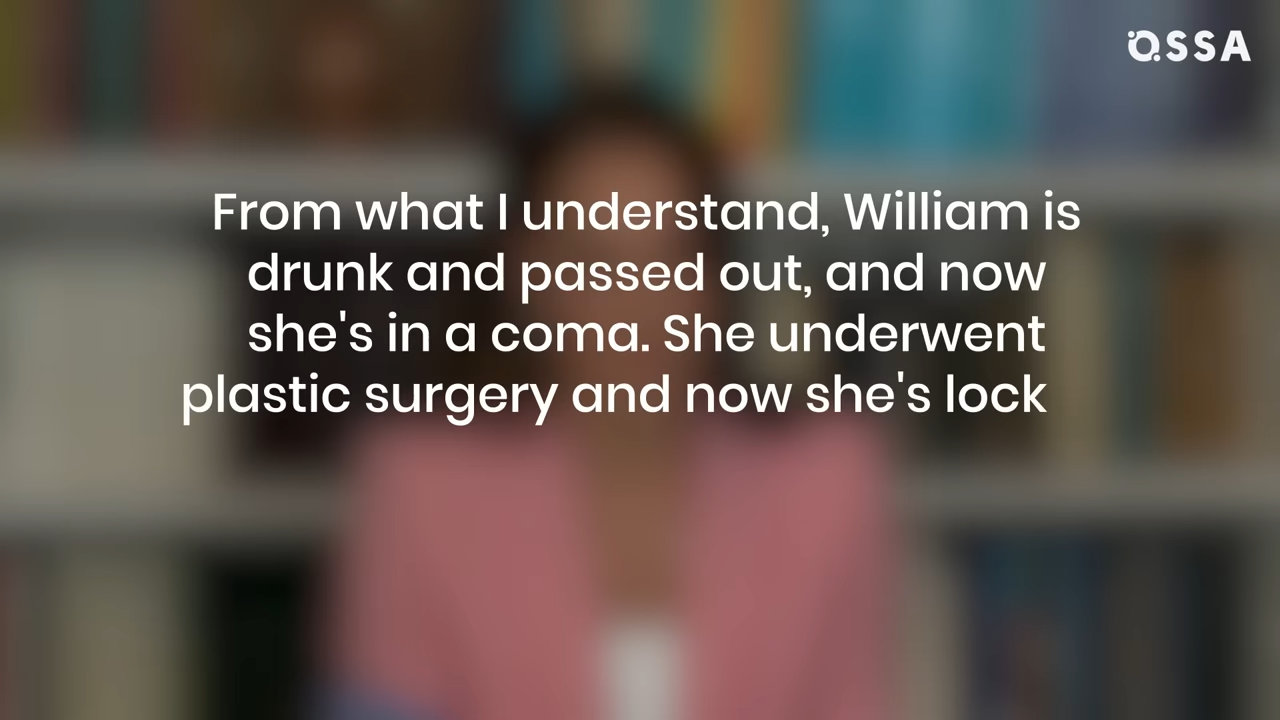 QSSA
From what I understand, William is
drunk and passed out, and now
she's in a coma. She underwent
plastic surgery and now she's lock